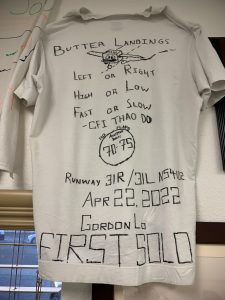 BUTTER LANDINGS
LEFT OR RIGHT
HIGH OR LOW
FAST OR SLOW
-CFI THAO DO
70-75
RUNWAY 31R/31L N54US
APR 22, 2022
GORDON LO
FIRST SOLO